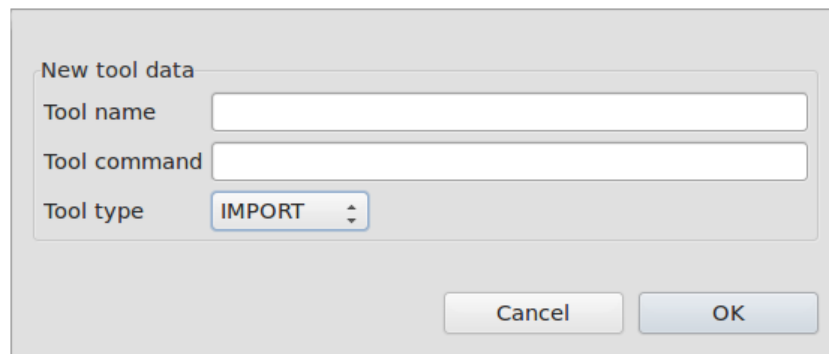 New tool data
Tool name
Tool command
Tool type IMPORT
Cancel OK